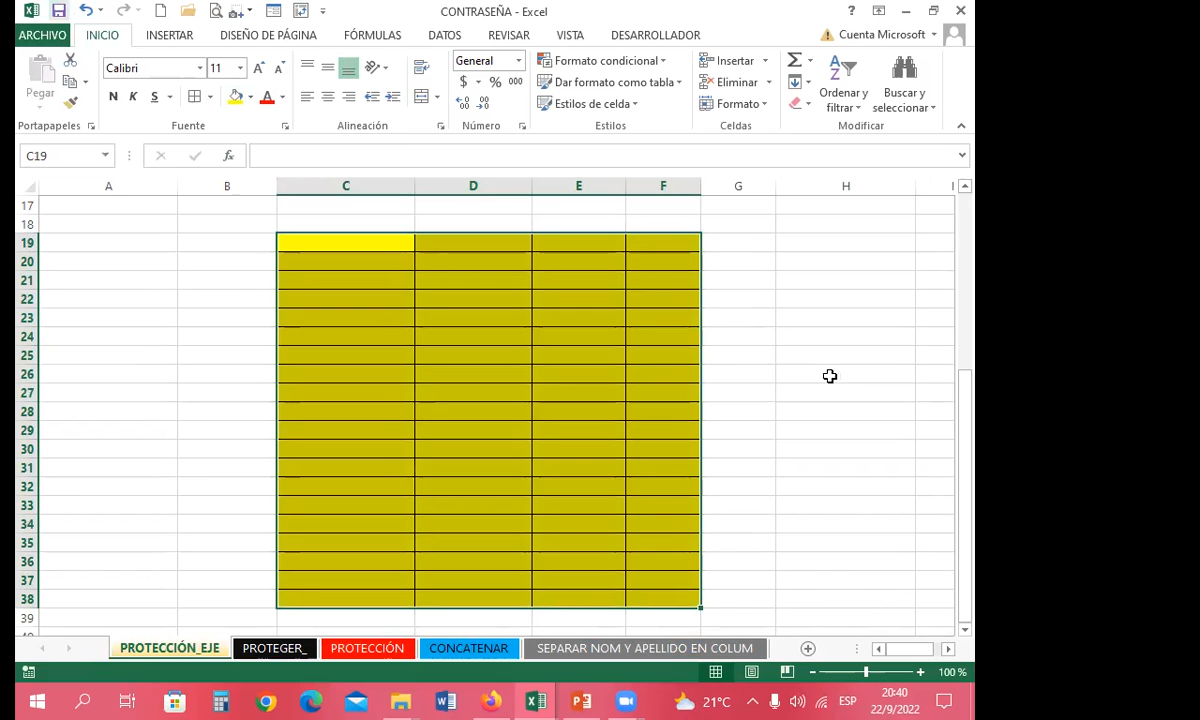 CONTRASEÑA - Excel
?
ARCHIVO INICIO INSERTAR DISEÑO DE PÁGINA FÓRMULAS DATOS REVISAR VISTA DESARROLLADOR Cuenta Microsoft
Pegar
Calibri 11 A A
N K S A
General
$ % 000
Formato condicional
Dar formato como tabla
Estilos de celda
Insertar
Eliminar
Formato
Ordenar y
filtrar
Buscar y
seleccionar
Portapapeles Fuente Alineación Número Estilos Celdas Modificar
C19 fx
A B C D E F G H I
17
18
19
20
21
22
23
24
25
26
27
28
29
30
31
32
33
34
35
36
37
38
39
PROTECCIÓN_EJE PROTEGER_ PROTECCIÓN CONCATENAR SEPARAR NOM Y APELLIDO EN COLUM
100 %
21°C ESP 20:40
22/9/2022